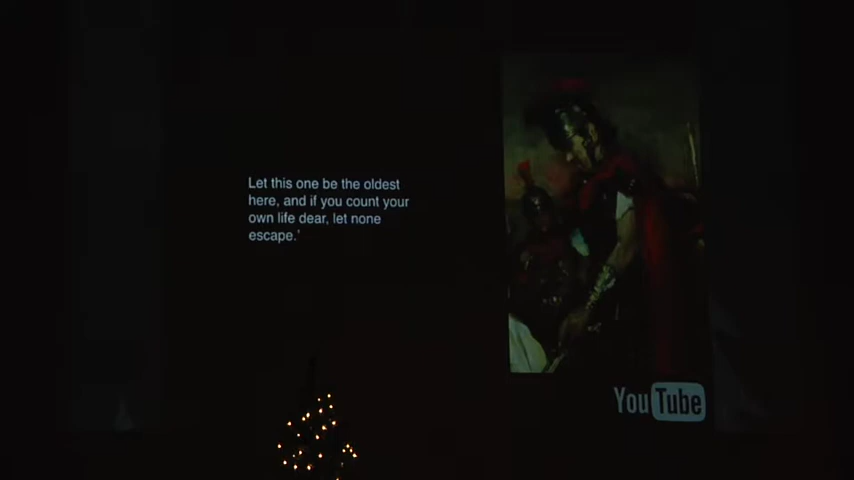 Let this one be the oldest
here, and if you count your
own life dear, let none
escape.'
YouTube